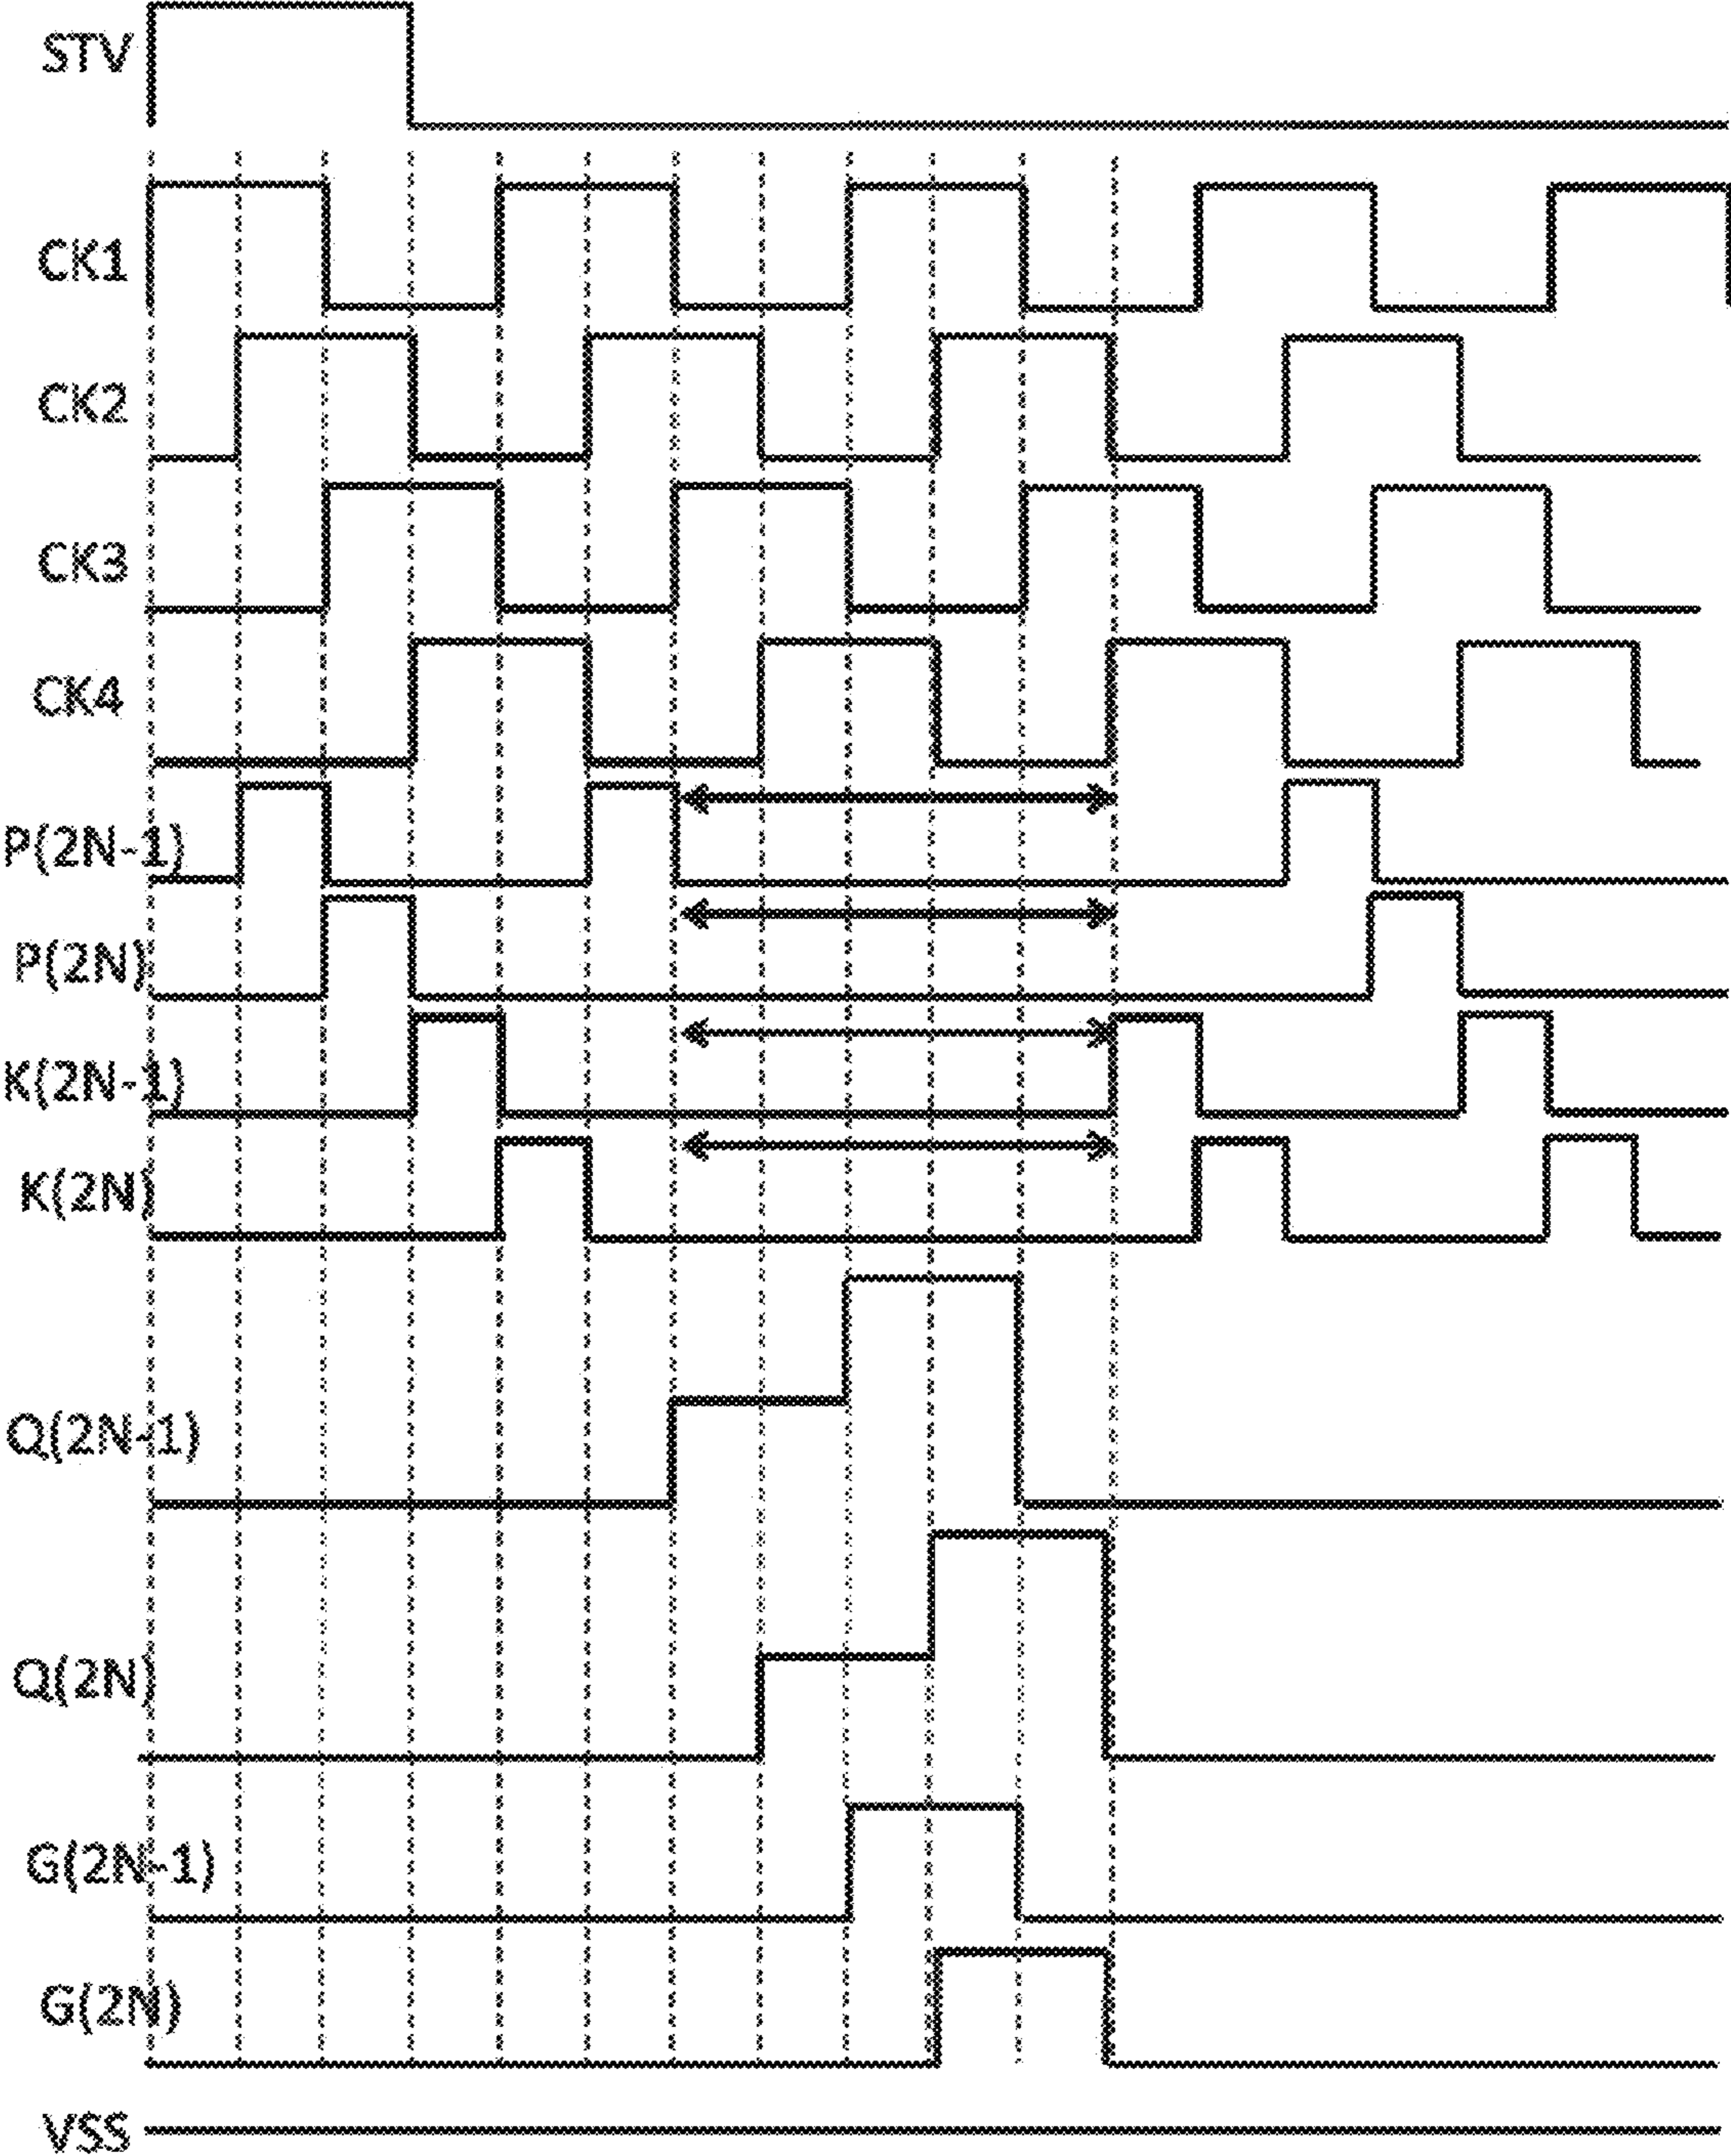 STV
CK1
CK2
CK3
CK4
P(2N-1)
P(2N)
K(2N-1)
K(2N)
Q(2N-1)
Q(2N)
G(2N-1)
G(2N)
VSS